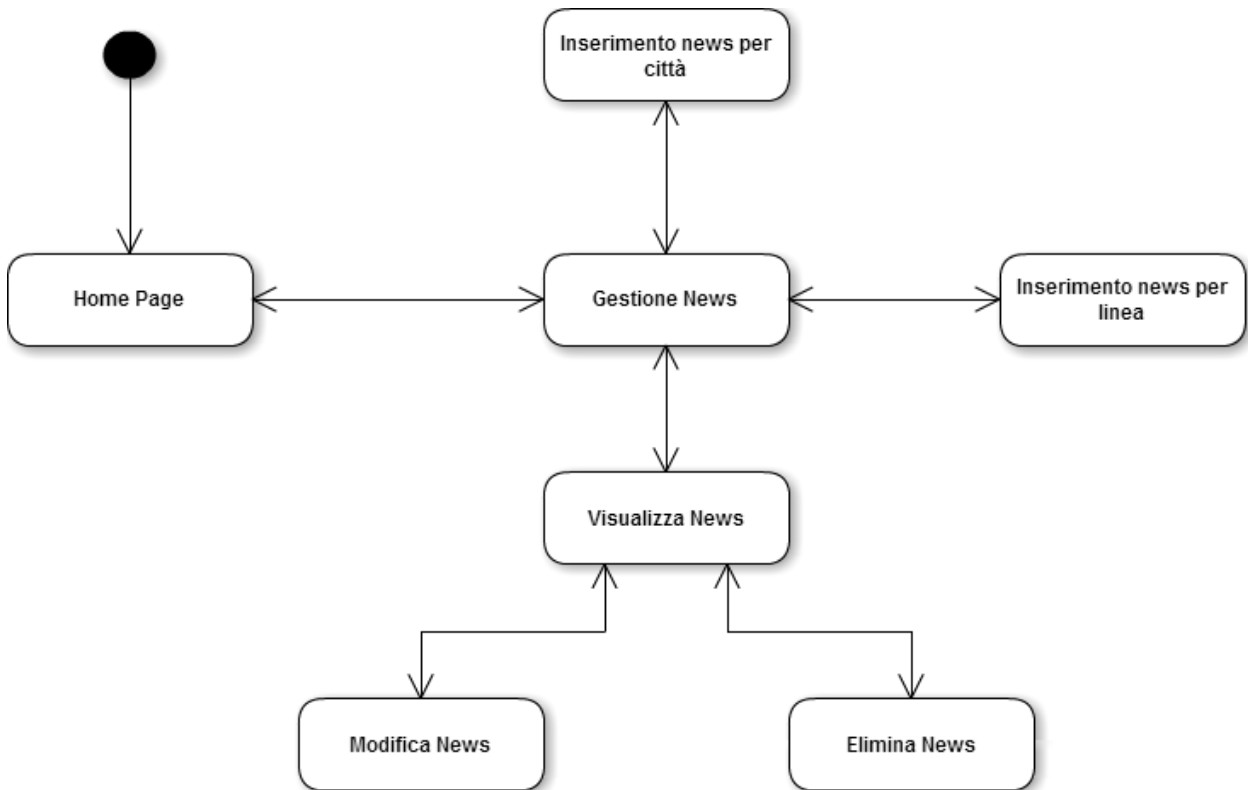 Inserimento news per
città
Home Page
Gestione News
Inserimento news per
linea
Visualizza News
Modifica News
Elimina News